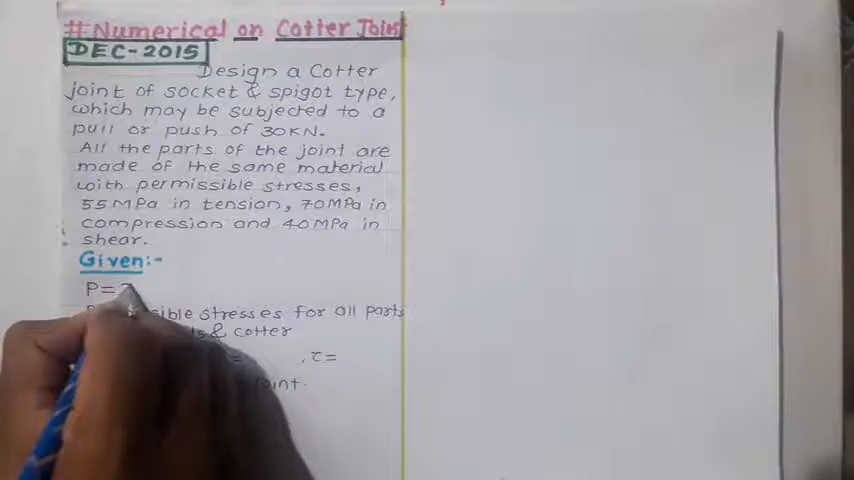 #Numerical on Cotter Joint
DEC-2015
Design a Cotter
joint of socket & spigot type,
which may be subjected to a
pull or push of 30KN.
All the parts of the joint are
made of the same material
with permissible stresses,
55MPa in tension, 70MPa in
compression and 40MPa in
shear.
Given:-
P=
stresses for all parts
& cotter
= , τ=
joint.